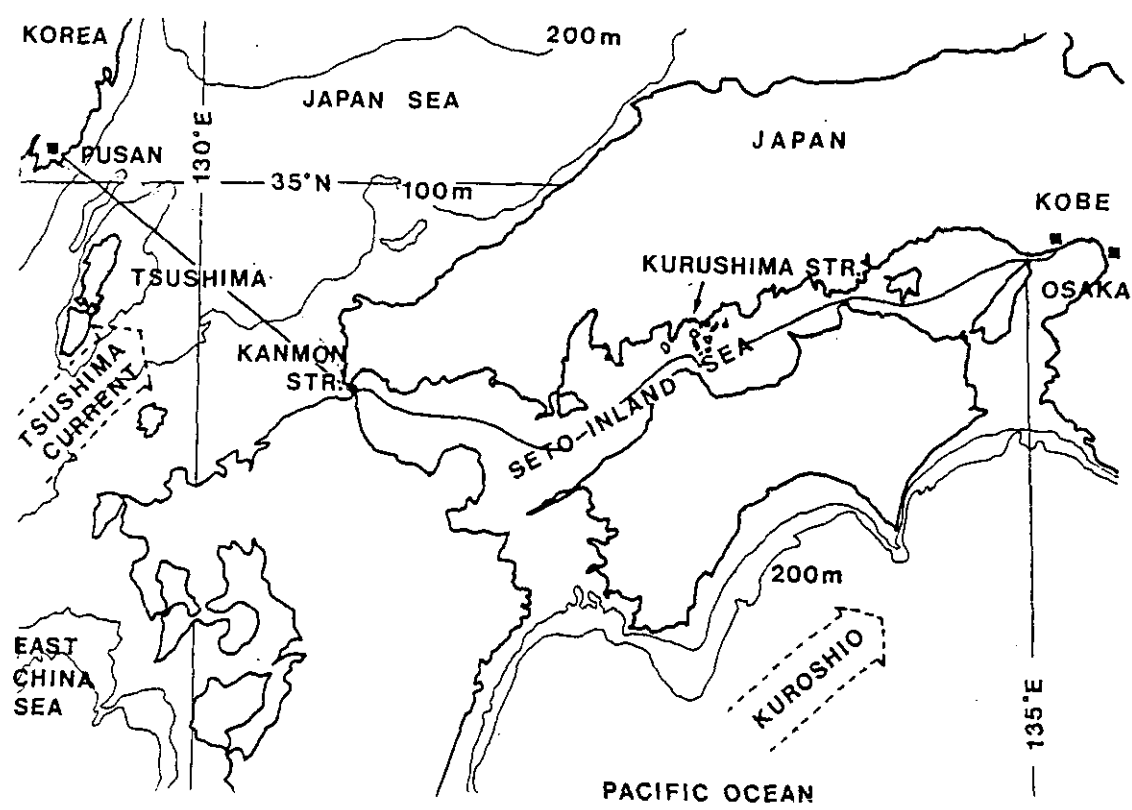 KOREA
200m
JAPAN SEA
JAPAN
PUSAN
130°E
35°N
100m
KOBE
TSUSHIMA
KURUSHIMA STR.
OSAKA
KANMON
STR.
TSUSHIMA
CURRENT
SETO-INLAND SEA
200m
EAST
CHINA
SEA
KUROSHIO
135°E
PACIFIC OCEAN